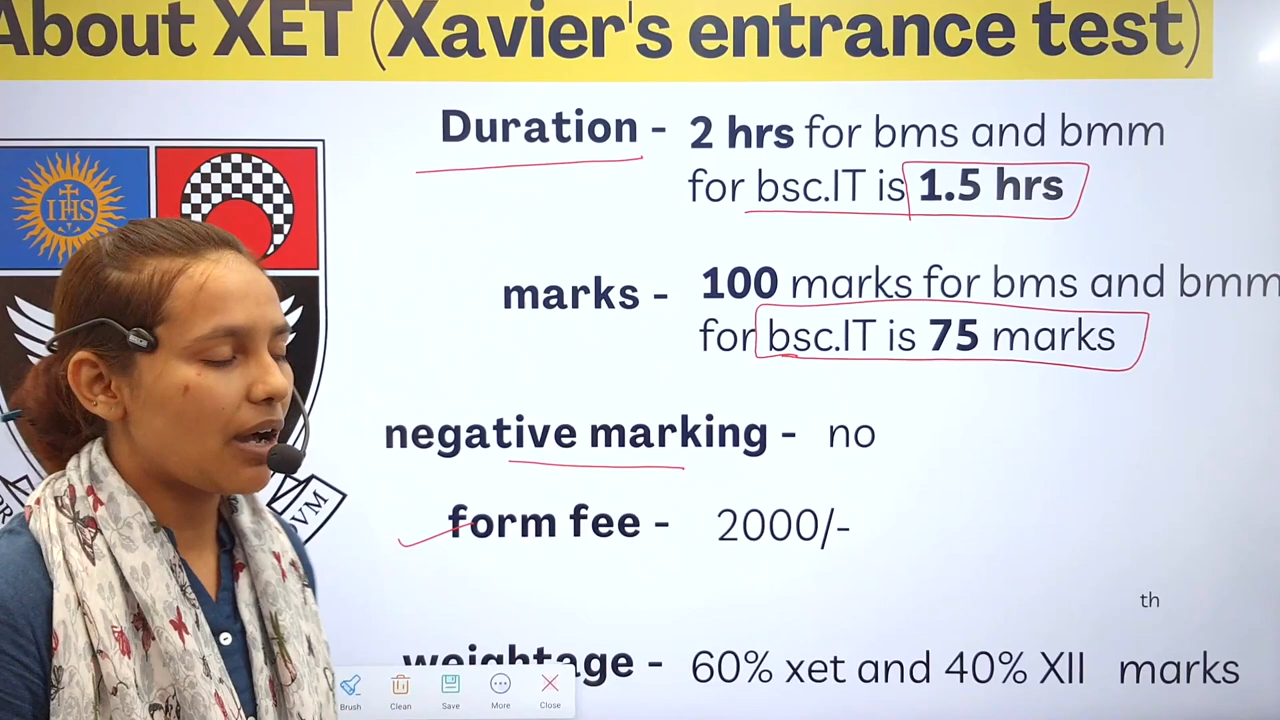 About XET (Xavier's entrance test)
Duration - 2 hrs for bms and bmm
for bsc.IT is 1.5 hrs
IHS
marks - 100 marks for bms and bmm
for bsc.IT is 75 marks
negative marking - no
form fee - 2000/-
th
weightage - 60% xet and 40% XII marks
Brush Clean Save More Close